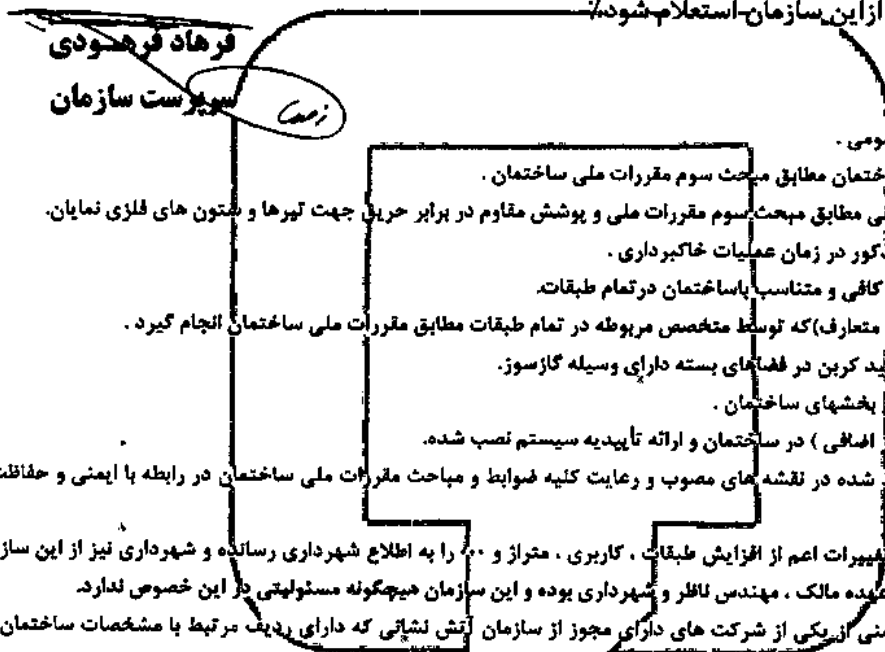 ازاین سازمان استعلام شود٪
فرهاد فرهمودی
سرپرست سازمان
ومی .
ختمان مطابق مبحث سوم مقررات ملی ساختمان .
ی مطابق مبحث سوم مقررات ملی و پوشش مقاوم در برابر حریق جهت تیرها و ستون های فلزی نمایان.
کور در زمان عملیات خاکبرداری .
کافی و متناسب باساختمان درتمام طبقات.
متعارف)که توسط متخصص مربوطه در تمام طبقات مطابق مقررات ملی ساختمان انجام گیرد .
ید کربن در فضاهای بسته دارای وسیله گازسوز.
بخشهای ساختمان .
اضافی ) در ساختمان و ارائه تأییدیه سیستم نصب شده.
شده در نقشه های مصوب و رعایت کلیه ضوابط و مباحث مقررات ملی ساختمان در رابطه با ایمنی و حفاظت
تغییرات اعم از افزایش طبقات ، کاربری ، متراژ و ... را به اطلاع شهرداری رسانده و شهرداری نیز از این ساز
عهده مالک ، مهندس ناظر و شهرداری بوده و این سازمان هیچگونه مسئولیتی در این خصوص ندارد.
منی از یکی از شرکت های دارای مجوز از سازمان آتش نشانی که دارای ردیف مرتبط با مشخصات ساختمان